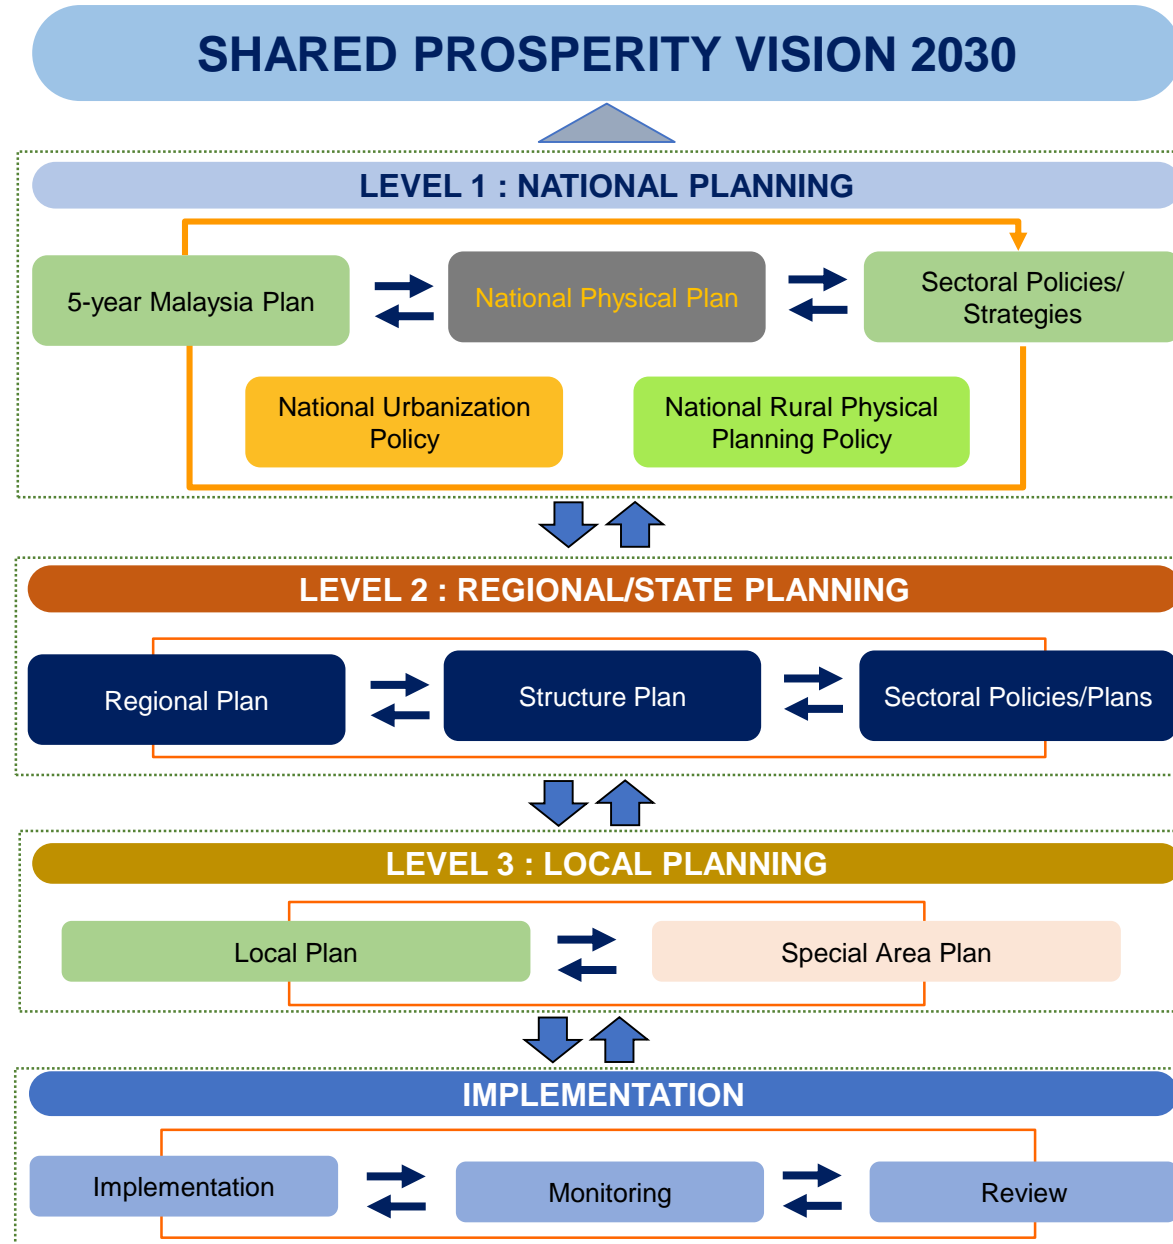 SHARED PROSPERITY VISION 2030
LEVEL 1 : NATIONAL PLANNING
5-year Malaysia Plan
National Physical Plan
Sectoral Policies/
Strategies
National Urbanization
Policy
National Rural Physical
Planning Policy
LEVEL 2 : REGIONAL/STATE PLANNING
Regional Plan
Structure Plan
Sectoral Policies/Plans
LEVEL 3 : LOCAL PLANNING
Local Plan
Special Area Plan
IMPLEMENTATION
Implementation
Monitoring
Review